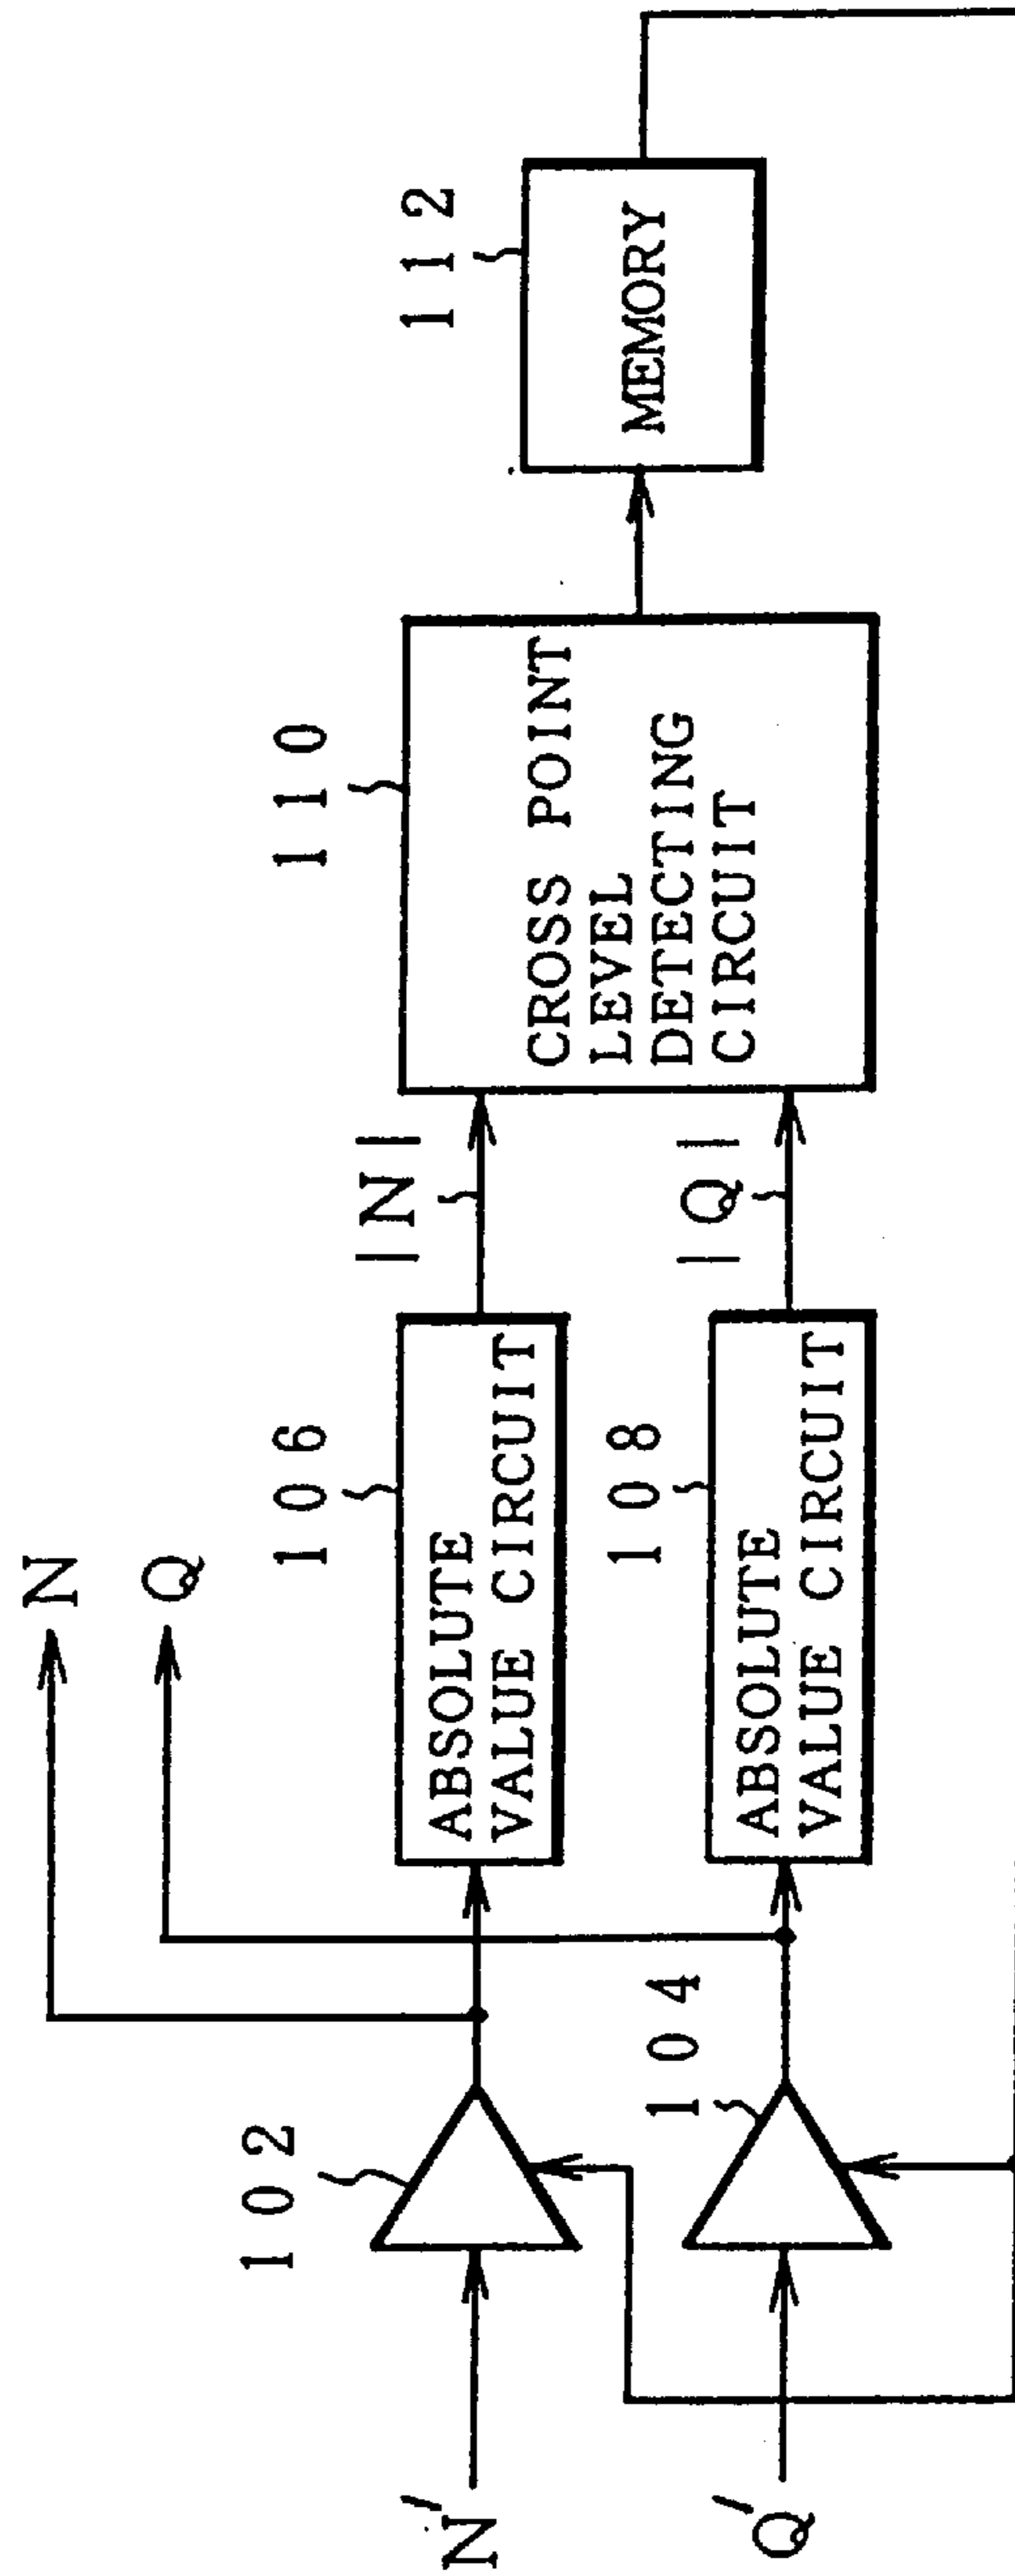 N
Q
N'
102
106
ABSOLUTE
VALUE CIRCUIT
|N|
110
CROSS POINT
LEVEL
DETECTING
CIRCUIT
112
MEMORY
Q'
104
108
ABSOLUTE
VALUE CIRCUIT
|Q|